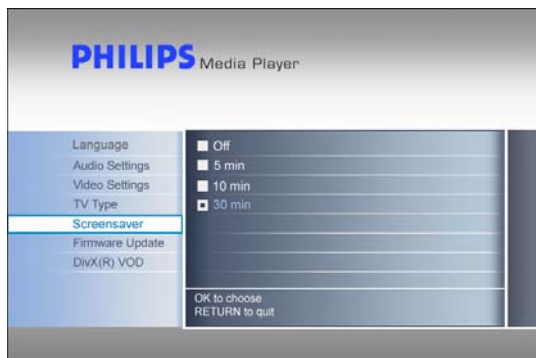 PHILIPS Media Player
Language
Audio Settings
Video Settings
TV Type
Screensaver
Firmware Update
DivX(R) VOD
Off
5 min
10 min
30 min
OK to choose
RETURN to quit